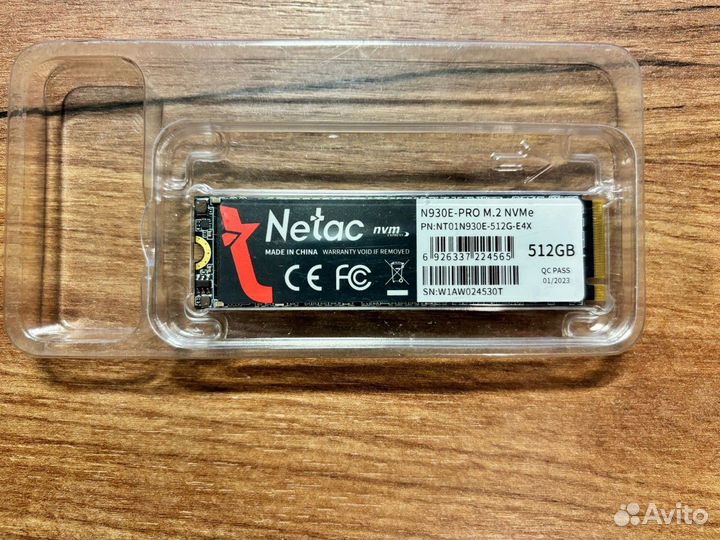 Netac nvm
EXPRESS
MADE IN CHINA WARRANTY VOID IF REMOVED
CE FC
N930E-PRO M.2 NVMe
PN:NT01N930E-512G-E4X
6 926337 224565
512GB
QC PASS
01/2023
SN:W1AW024530T
Avito